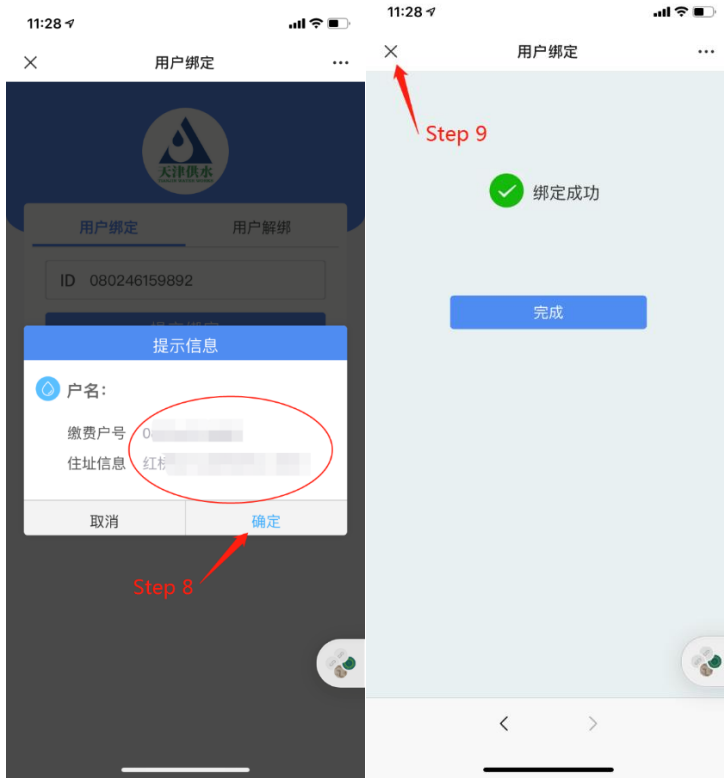 11:28
用户绑定
天津供水
用户绑定
用户解绑
ID 080246159892
提示信息
户名：
缴费户号 0
住址信息 红
取消
确定
Step 8
11:28
用户绑定
Step 9
绑定成功
完成